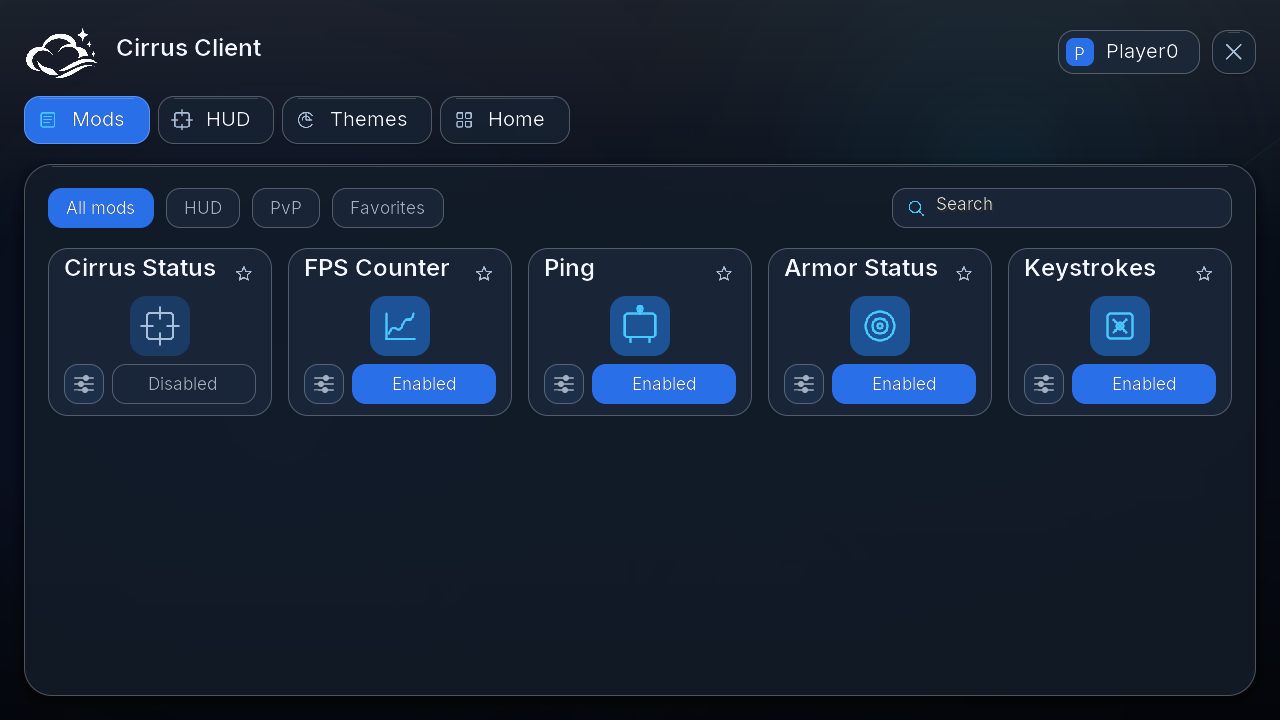 Cirrus Client
P Player0
Mods HUD Themes Home
All mods HUD PvP Favorites Search
Cirrus Status FPS Counter Ping Armor Status Keystrokes
Disabled Enabled Enabled Enabled Enabled